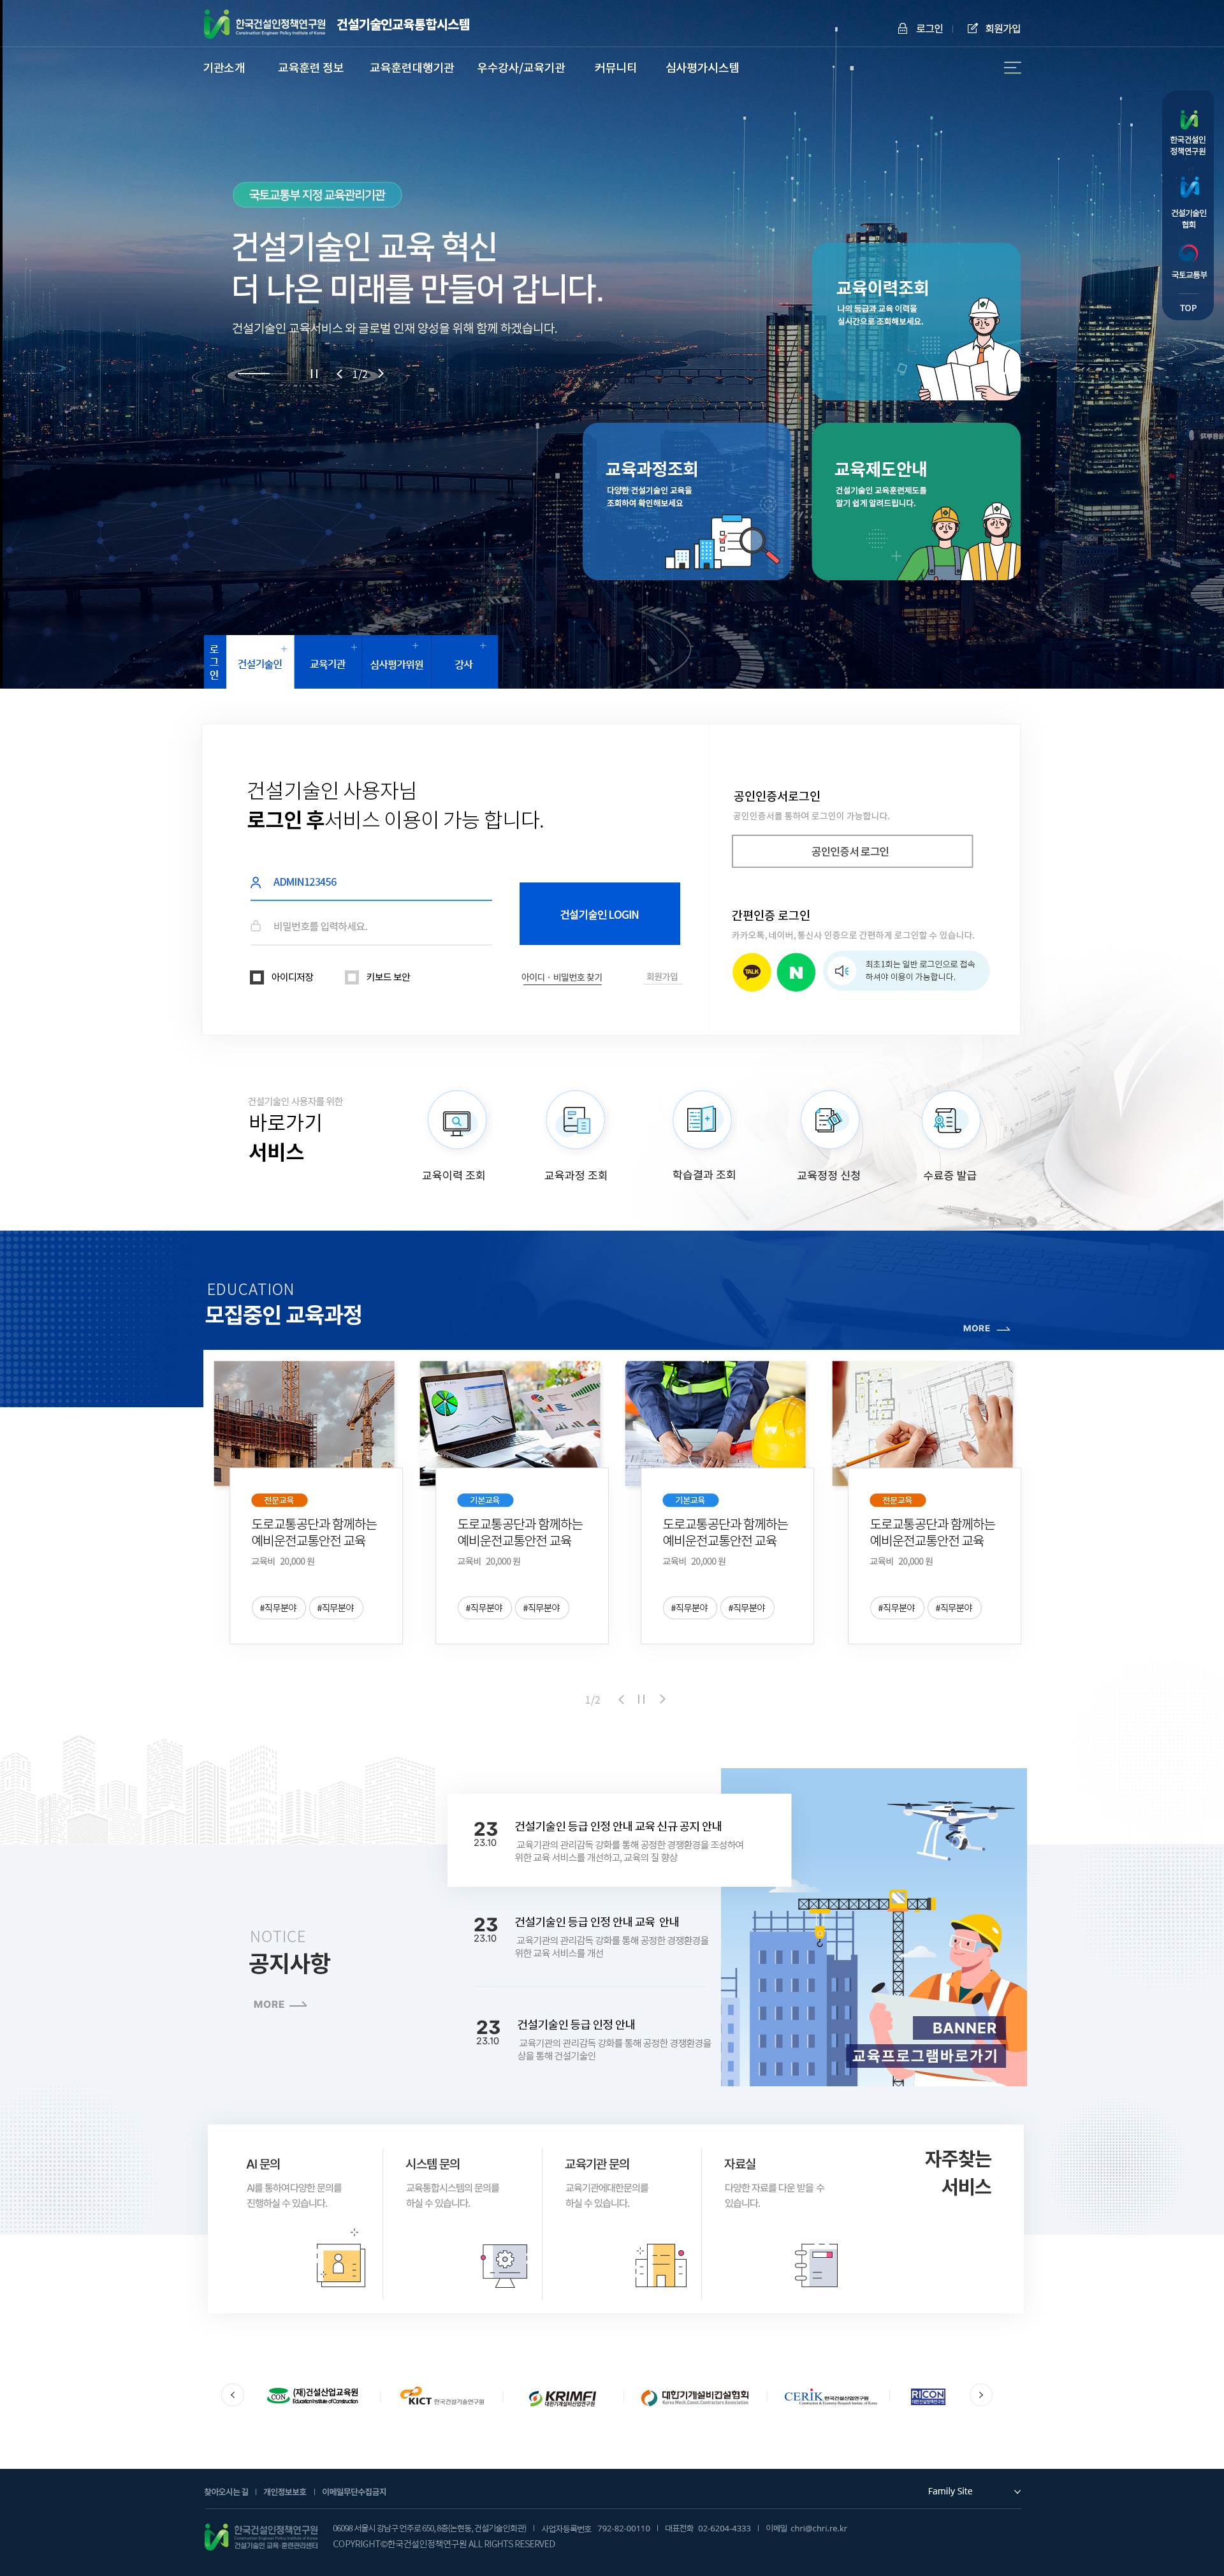 한국건설인정책연구원
Construction Engineer Policy Institute of Korea
건설기술인교육통합시스템
로그인
회원가입
기관소개
교육훈련 정보
교육훈련대행기관
우수강사/교육기관
커뮤니티
심사평가시스템
한국건설인
정책연구원
건설기술인
협회
국토교통부
TOP
국토교통부 지정 교육관리기관
건설기술인 교육 혁신
더 나은 미래를 만들어 갑니다.
건설기술인 교육서비스 와 글로벌 인재 양성을 위해 함께 하겠습니다.
1/2
교육이력조회
나의 등급과 교육 이력을
실시간으로 조회해보세요.
교육과정조회
다양한 건설기술인 교육을
조회하여 확인해보세요
교육제도안내
건설기술인 교육훈련제도를
알기 쉽게 알려드립니다.
로그인
건설기술인
교육기관
심사평가위원
강사
건설기술인 사용자님
로그인 후서비스 이용이 가능 합니다.
ADMIN123456
비밀번호를 입력하세요.
건설기술인 LOGIN
아이디저장
키보드 보안
아이디 · 비밀번호 찾기
회원가입
공인인증서로그인
공인인증서를 통하여 로그인이 가능합니다.
공인인증서 로그인
간편인증 로그인
카카오톡, 네이버, 통신사 인증으로 간편하게 로그인할 수 있습니다.
TALK
N
최초1회는 일반 로그인으로 접속
하셔야 이용이 가능합니다.
건설기술인 사용자를 위한
바로가기
서비스
교육이력 조회
교육과정 조회
학습결과 조회
교육정정 신청
수료증 발급
EDUCATION
모집중인 교육과정
MORE
전문교육
도로교통공단과 함께하는
예비운전교통안전 교육
교육비 20,000 원
#직무분야
#직무분야
기본교육
도로교통공단과 함께하는
예비운전교통안전 교육
교육비 20,000 원
#직무분야
#직무분야
기본교육
도로교통공단과 함께하는
예비운전교통안전 교육
교육비 20,000 원
#직무분야
#직무분야
전문교육
도로교통공단과 함께하는
예비운전교통안전 교육
교육비 20,000 원
#직무분야
#직무분야
1/2
NOTICE
공지사항
MORE
23
23.10
건설기술인 등급 인정 안내 교육 신규 공지 안내
교육기관의 관리감독 강화를 통해 공정한 경쟁환경을 조성하여
위한 교육 서비스를 개선하고, 교육의 질 향상
23
23.10
건설기술인 등급 인정 안내 교육 안내
교육기관의 관리감독 강화를 통해 공정한 경쟁환경을
위한 교육 서비스를 개선
23
23.10
건설기술인 등급 인정 안내
교육기관의 관리감독 강화를 통해 공정한 경쟁환경을
상을 통해 건설기술인
BANNER
교육프로그램바로가기
AI 문의
AI를 통하여다양한 문의를
진행하실 수 있습니다.
시스템 문의
교육통합시스템의 문의를
하실 수 있습니다.
교육기관 문의
교육기관에대한문의를
하실 수 있습니다.
자료실
다양한 자료를 다운 받을 수
있습니다.
자주찾는
서비스
CON
(재)건설산업교육원
Education Institute of Construction
KICT 한국건설기술연구원
KRIMFI
대한기계설비산업연구원
대한기계설비건설협회
Korea Mech.Const.Contractors Association
CERIK 한국건설산업연구원
Construction & Economy Research Institute of Korea
RICON
대한건설정책연구원
찾아오시는 길
개인정보보호
이메일무단수집금지
Family Site
한국건설인정책연구원
Construction Engineer Policy Institute of Korea
건설기술인 교육·훈련관리센터
06098 서울시 강남구 언주로 650, 8층(논현동, 건설기술인회관) | 사업자등록번호 792-82-00110 | 대표전화 02-6204-4333 | 이메일 chri@chri.re.kr
COPYRIGHT©한국건설인정책연구원 ALL RIGHTS RESERVED